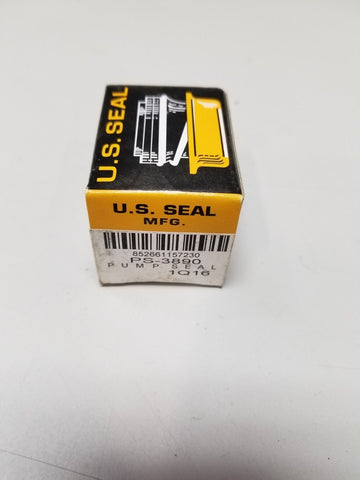 U.S. SEAL
U.S. SEAL
MFG.
852661157230
PS-3890
PUMP SEAL
1Q16